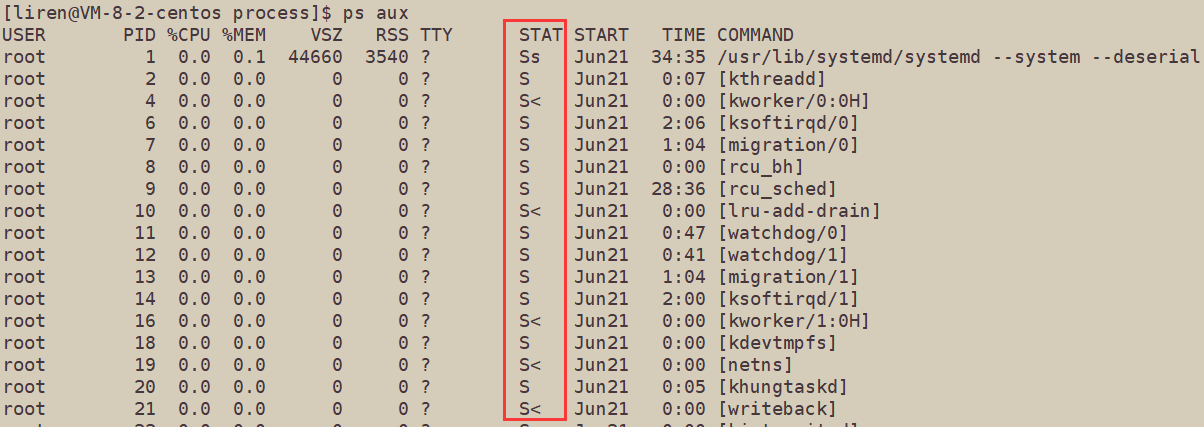 [liren@VM-8-2-centos process]$ ps aux
USER       PID %CPU %MEM    VSZ   RSS TTY      STAT START   TIME COMMAND
root         1  0.0  0.1  44660  3540 ?        Ss   Jun21  34:35 /usr/lib/systemd/systemd --system --deserial
root         2  0.0  0.0      0     0 ?        S    Jun21   0:07 [kthreadd]
root         4  0.0  0.0      0     0 ?        S<   Jun21   0:00 [kworker/0:0H]
root         6  0.0  0.0      0     0 ?        S    Jun21   2:06 [ksoftirqd/0]
root         7  0.0  0.0      0     0 ?        S    Jun21   1:04 [migration/0]
root         8  0.0  0.0      0     0 ?        S    Jun21   0:00 [rcu_bh]
root         9  0.0  0.0      0     0 ?        S    Jun21  28:36 [rcu_sched]
root        10  0.0  0.0      0     0 ?        S<   Jun21   0:00 [lru-add-drain]
root        11  0.0  0.0      0     0 ?        S    Jun21   0:47 [watchdog/0]
root        12  0.0  0.0      0     0 ?        S    Jun21   0:41 [watchdog/1]
root        13  0.0  0.0      0     0 ?        S    Jun21   1:04 [migration/1]
root        14  0.0  0.0      0     0 ?        S    Jun21   2:00 [ksoftirqd/1]
root        16  0.0  0.0      0     0 ?        S<   Jun21   0:00 [kworker/1:0H]
root        18  0.0  0.0      0     0 ?        S    Jun21   0:00 [kdevtmpfs]
root        19  0.0  0.0      0     0 ?        S<   Jun21   0:00 [netns]
root        20  0.0  0.0      0     0 ?        S    Jun21   0:05 [khungtaskd]
root        21  0.0  0.0      0     0 ?        S<   Jun21   0:00 [writeback]